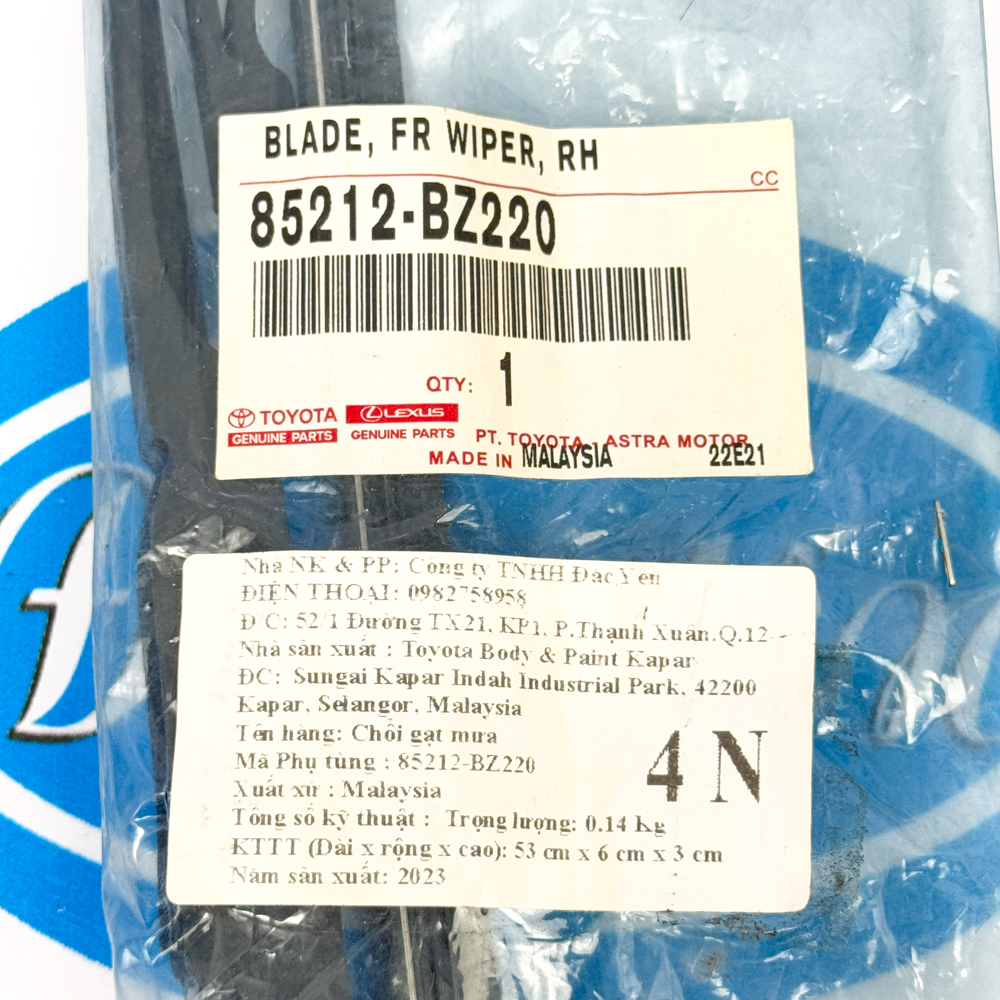 BLADE, FR WIPER, RH
CC
85212-BZ220
QTY: 1
TOYOTA LEXUS
GENUINE PARTS GENUINE PARTS PT. TOYOTA - ASTRA MOTOR
MADE IN MALAYSIA 22E21
Nhà NK & PP: Công ty TNHH Đắc Yến
ĐIỆN THOẠI: 0982758958
Đ/C: 52/1 Đường TX21, KP1, P.Thạnh Xuân,Q.12
Nhà sản xuất : Toyota Body & Paint Kapar
ĐC: Sungai Kapar Indah Industrial Park, 42200
Kapar, Selangor, Malaysia
Tên hàng: Chổi gạt mưa
Mã Phụ tùng : 85212-BZ220
Xuất xứ : Malaysia
4 N
Tổng số kỹ thuật : Trọng lượng: 0.14 Kg
KTTT (Dài x rộng x cao): 53 cm x 6 cm x 3 cm
Năm sản xuất: 2023